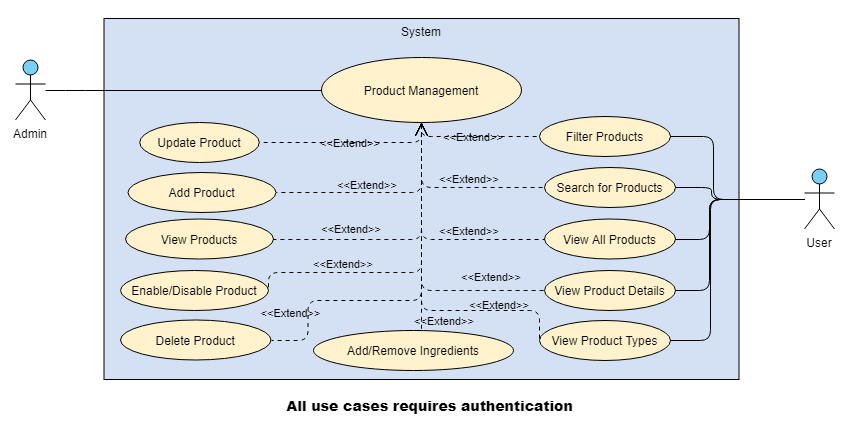 System
Product Management
Admin
Update Product
<<Extend>>
<<Extend>>
Filter Products
Add Product
<<Extend>>
<<Extend>>
Search for Products
User
View Products
<<Extend>>
<<Extend>>
View All Products
Enable/Disable Product
<<Extend>>
<<Extend>>
View Product Details
Delete Product
<<Extend>>
<<Extend>>
View Product Types
<<Extend>>
Add/Remove Ingredients
All use cases requires authentication